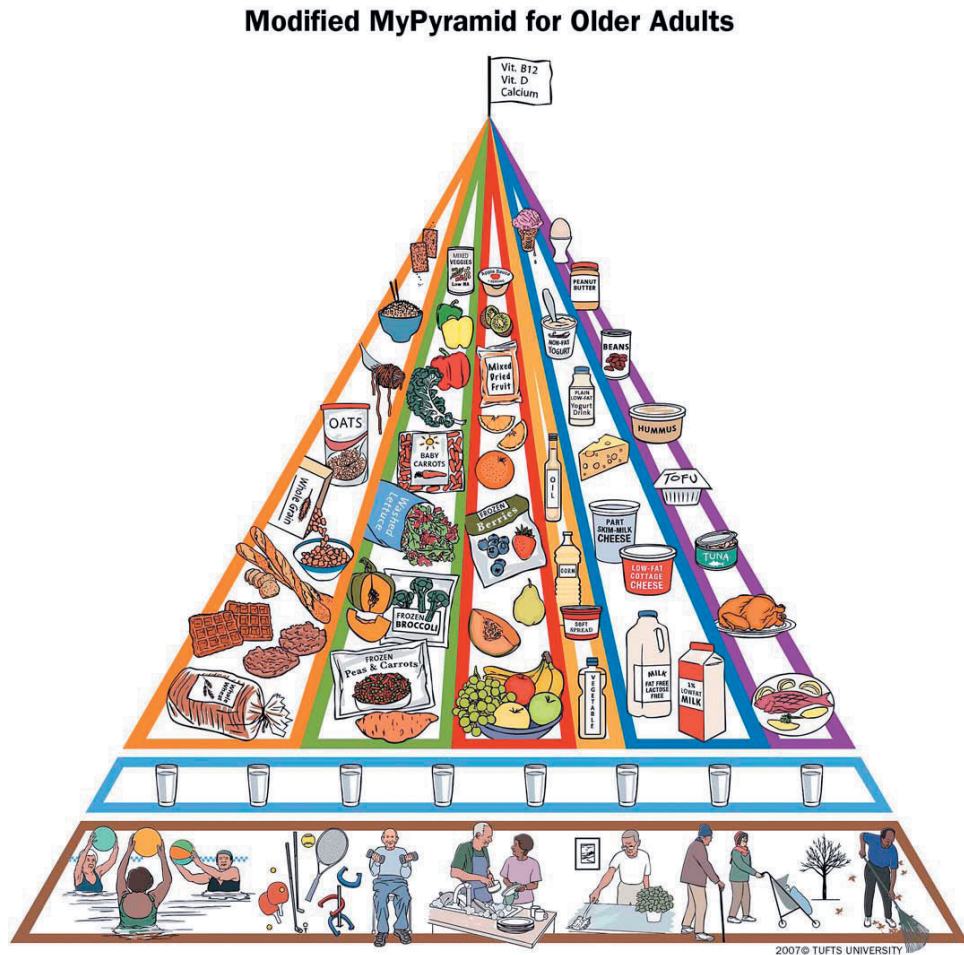 Modified MyPyramid for Older Adults
Vit. B12
Vit. D
Calcium
MIXED
VEGGIES
Low NA
Apple Sauce
PEANUT
BUTTER
NON-FAT
YOGURT
BEANS
Mixed
Dried
Fruit
PLAIN
LOW-FAT
Yogurt
Drink
OATS
HUMMUS
BABY
CARROTS
OIL
TOFU
Whole Grain
Washed
Lettuce
FROZEN
Berries
PART
SKIM-MILK
CHEESE
TUNA
CORN
LOW-FAT
COTTAGE
CHEESE
FROZEN
BROCCOLI
SOFT
SPREAD
FROZEN
Peas & Carrots
MILK
FAT FREE
LACTOSE
FREE
1%
LOWFAT
MILK
Whole
Wheat
VEGETABLE
2007© TUFTS UNIVERSITY